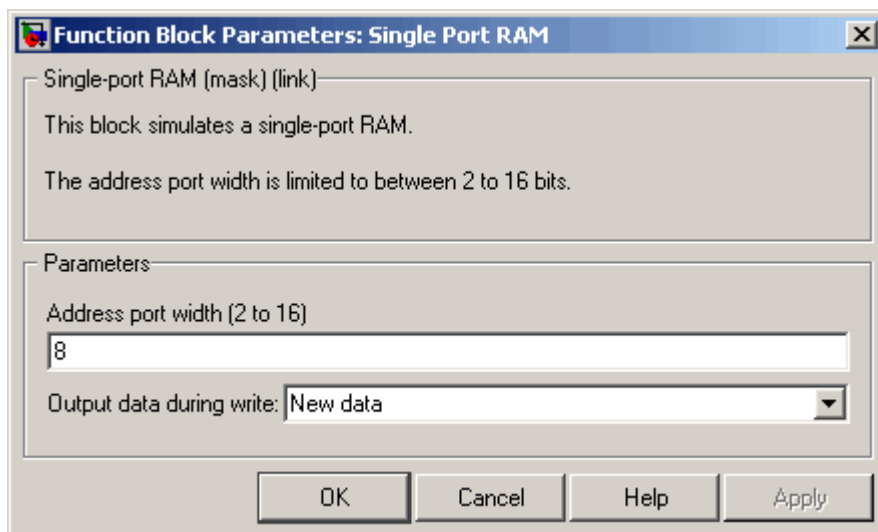 Function Block Parameters: Single Port RAM
Single-port RAM (mask) (link)
This block simulates a single-port RAM.
The address port width is limited to between 2 to 16 bits.
Parameters
Address port width (2 to 16)
8
Output data during write: New data
OK Cancel Help Apply